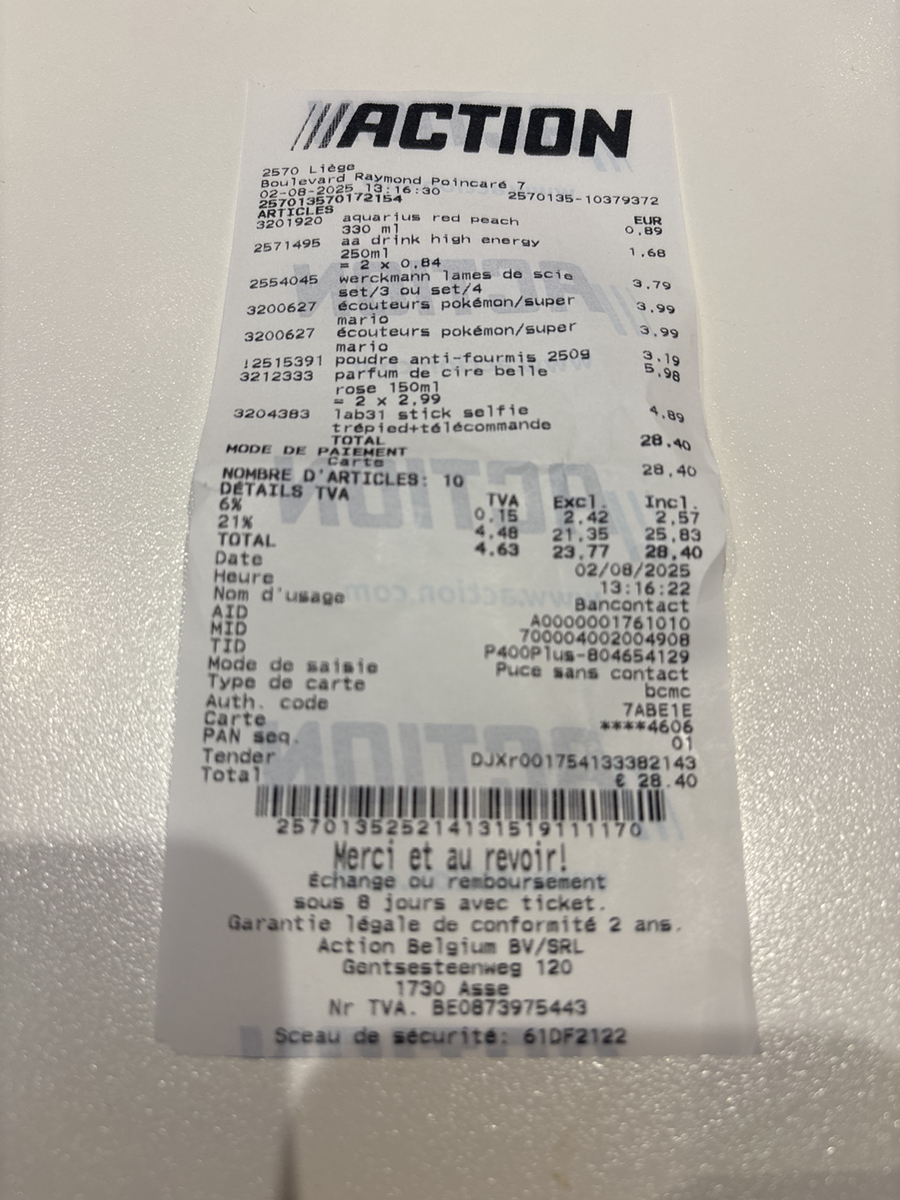 ACTION
2570 Liège
Boulevard Raymond Poincaré 7
02-08-2025 13:16:30 2570135-10379372
257013570172154
ARTICLES EUR
3201920 aquarius red peach 0,89
330 ml
2571495 aa drink high energy 1,68
250ml
= 2 x 0,84
2554045 werckmann lames de scie 3,79
set/3 ou set/4
3200627 écouteurs pokémon/super 3,99
mario
3200627 écouteurs pokémon/super 3,99
mario
!2515391 poudre anti-fourmis 250g 3,19
3212333 parfum de cire belle 5,98
rose 150ml
= 2 x 2,99
3204383 lab31 stick selfie 4,89
trépied+télécommande
TOTAL 28,40
MODE DE PAIEMENT
Carte 28,40
NOMBRE D'ARTICLES: 10
DÉTAILS TVA TVA Excl. Incl.
6% 0,15 2,42 2,57
21% 4,48 21,35 25,83
TOTAL 4,63 23,77 28,40
Date 02/08/2025
Heure 13:16:22
Nom d'usage Bancontact
AID A0000001761010
MID 700004002004908
TID P400Plus-804654129
Mode de saisie Puce sans contact
Type de carte bcmc
Auth. code 7ABE1E
Carte ****4606
PAN seq. 01
Tender DJXr001754133382143
Total € 28.40
2570135252141315191111170
Merci et au revoir!
Échange ou remboursement
sous 8 jours avec ticket.
Garantie légale de conformité 2 ans.
Action Belgium BV/SRL
Gentsesteenweg 120
1730 Asse
Nr TVA. BE0873975443
Sceau de sécurité: 61DF2122